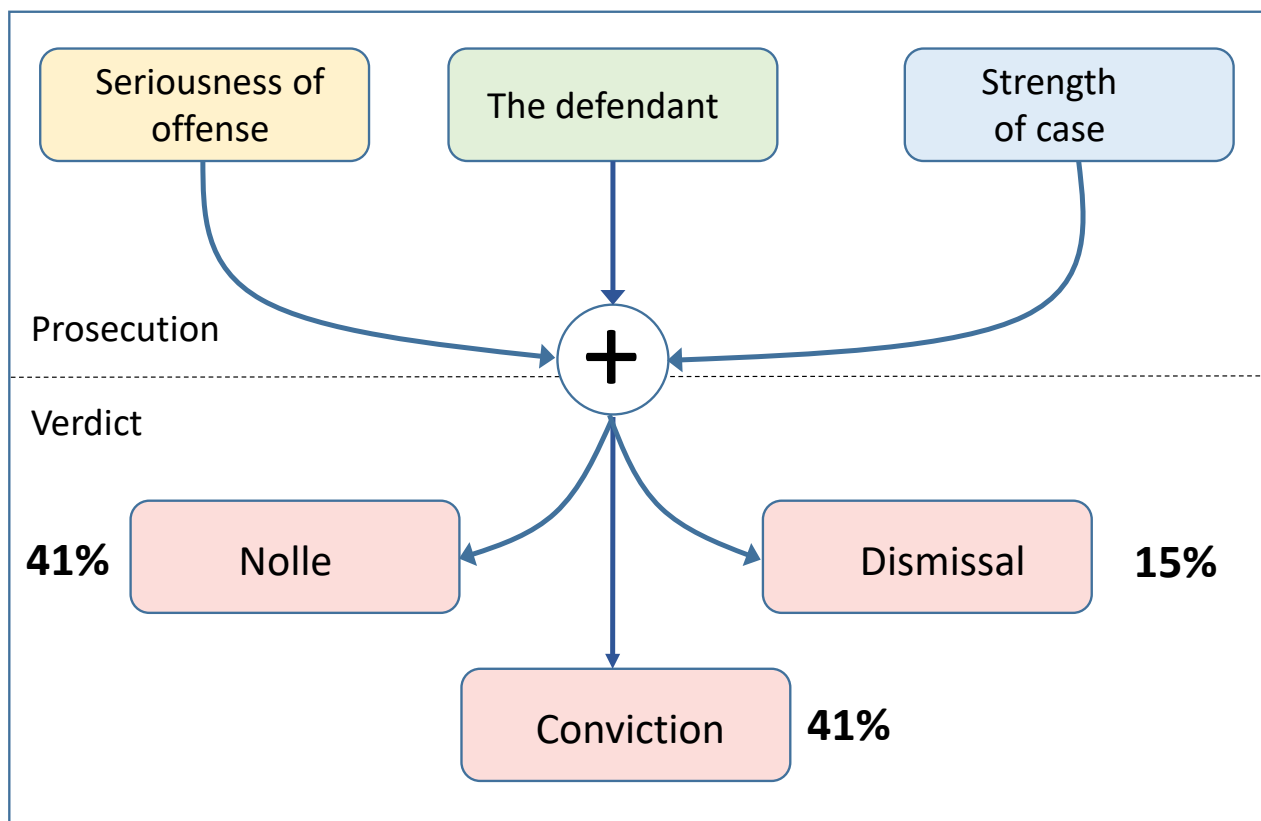 Seriousness of
offense
The defendant
Strength
of case
+
Prosecution
Verdict
41%
Nolle
Dismissal
15%
Conviction
41%